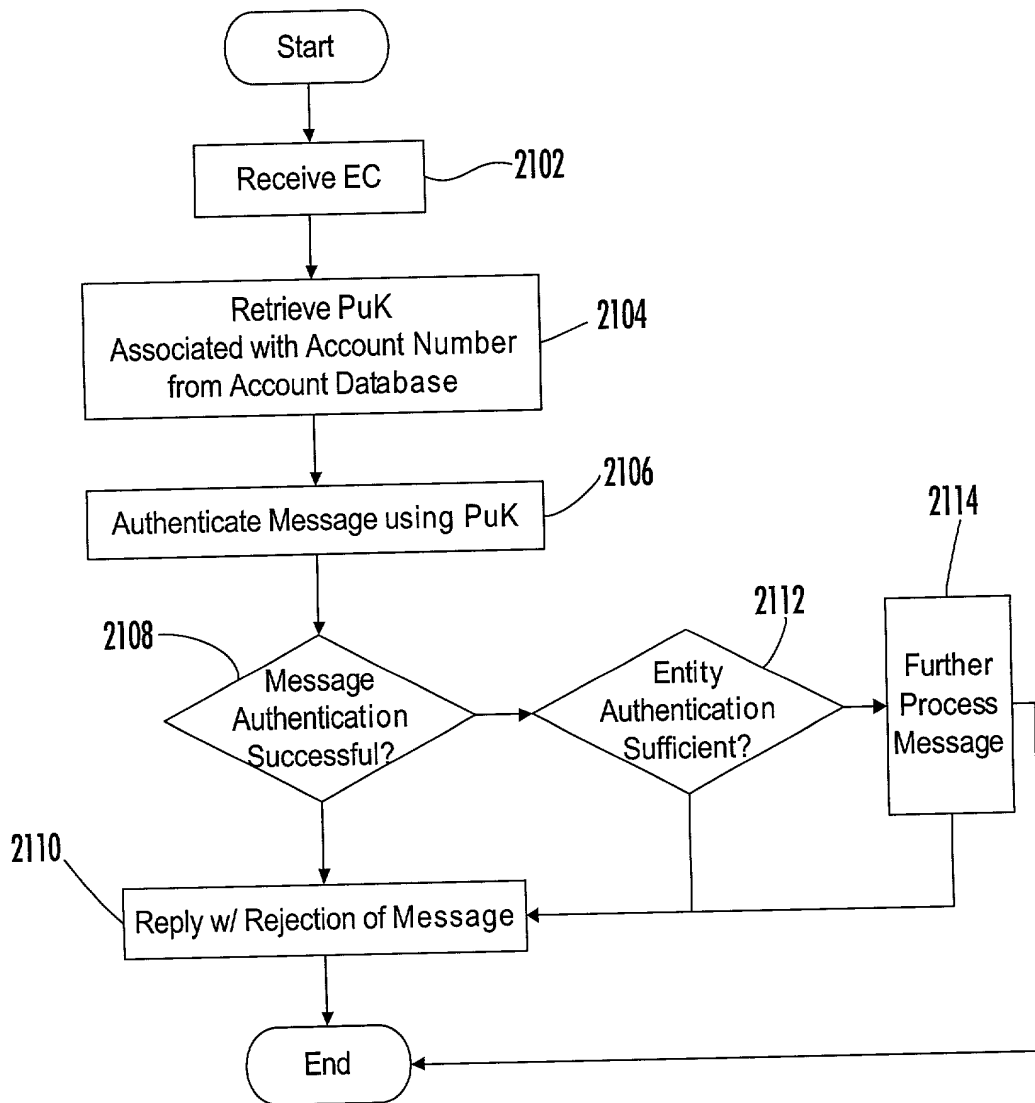 Start
Receive EC
2102
Retrieve PuK
Associated with Account Number
from Account Database
2104
Authenticate Message using PuK
2106
2108
Message
Authentication
Successful?
2112
Entity
Authentication
Sufficient?
2114
Further
Process
Message
2110
Reply w/ Rejection of Message
End